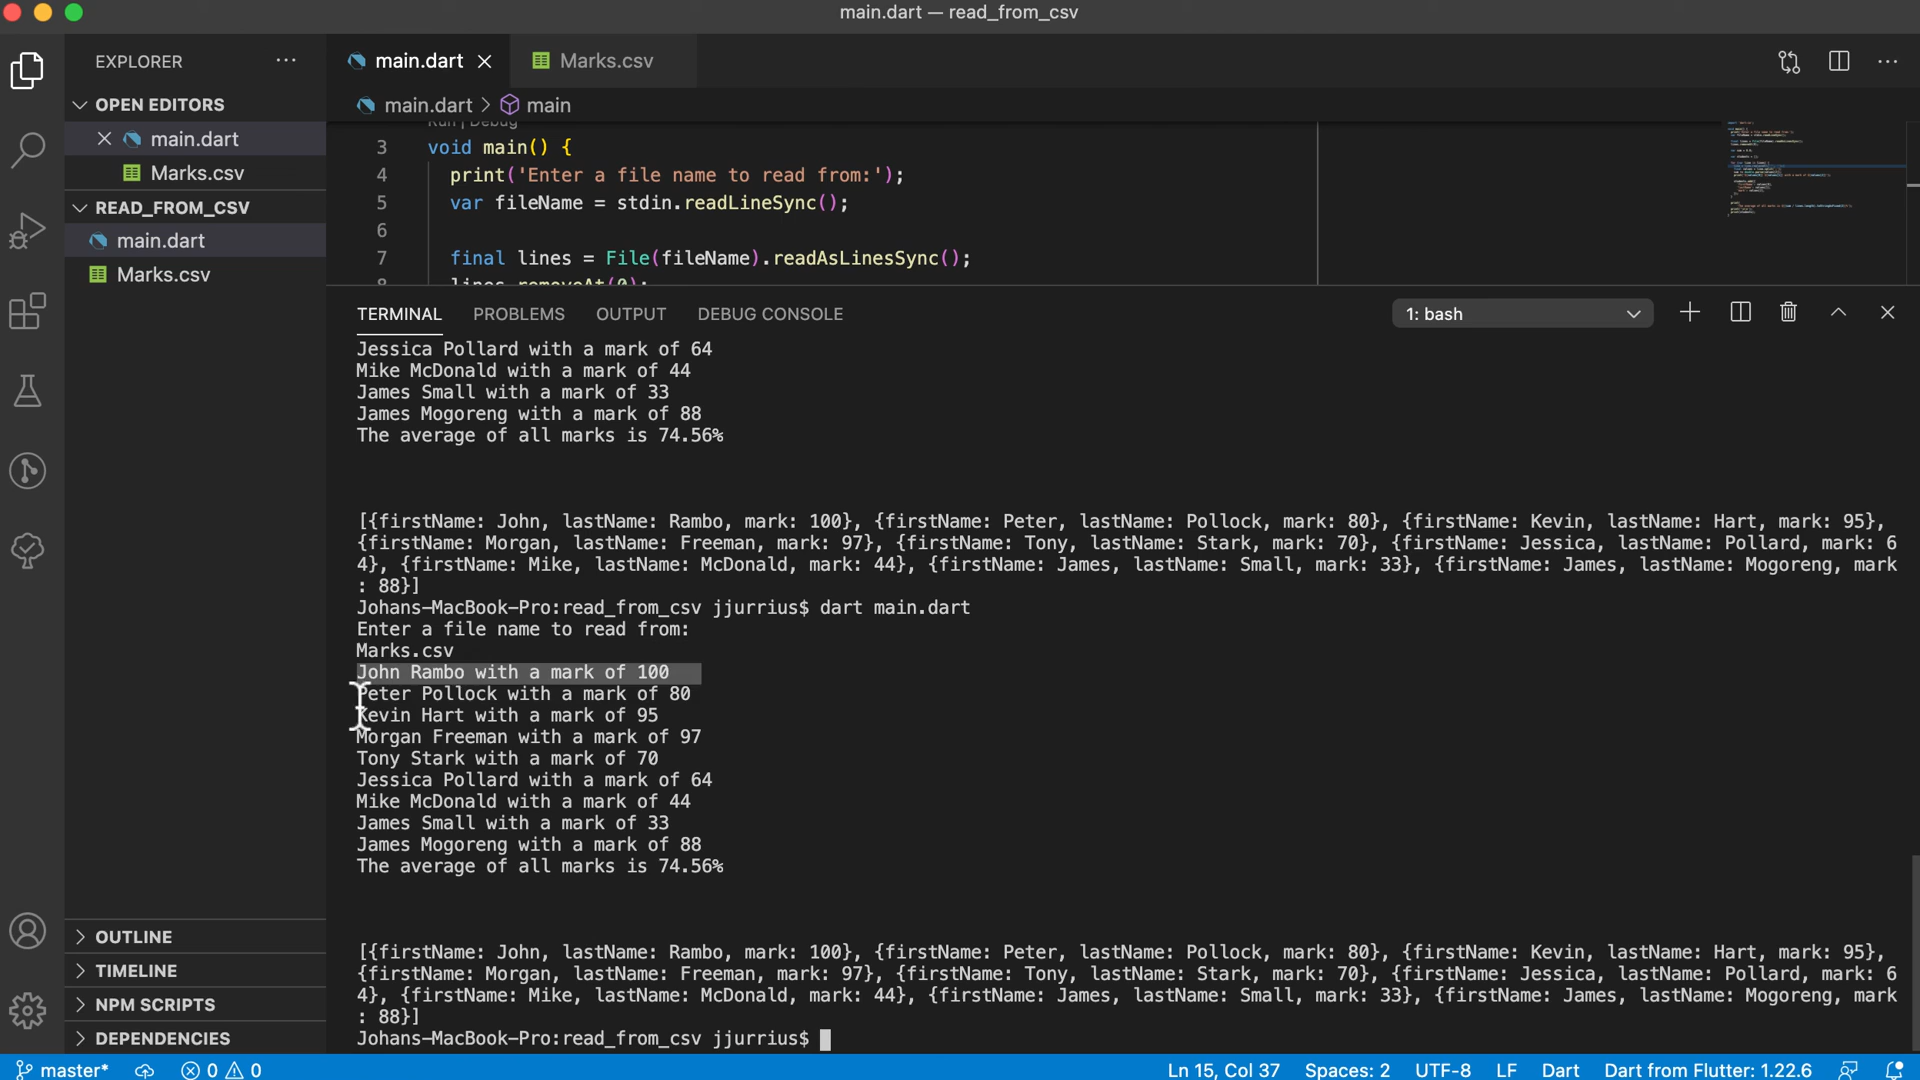 main.dart — read_from_csv
EXPLORER
OPEN EDITORS
main.dart
Marks.csv
READ_FROM_CSV
main.dart
Marks.csv
OUTLINE
TIMELINE
NPM SCRIPTS
DEPENDENCIES
main.dart
Marks.csv
main.dart > main
Run | Debug
3 void main() {
4 print('Enter a file name to read from:');
5 var fileName = stdin.readLineSync();
6
7 final lines = File(fileName).readAsLinesSync();
8 lines.removeAt(0);
TERMINAL PROBLEMS OUTPUT DEBUG CONSOLE 1: bash
Jessica Pollard with a mark of 64
Mike McDonald with a mark of 44
James Small with a mark of 33
James Mogoreng with a mark of 88
The average of all marks is 74.56%
[{firstName: John, lastName: Rambo, mark: 100}, {firstName: Peter, lastName: Pollock, mark: 80}, {firstName: Kevin, lastName: Hart, mark: 95},
{firstName: Morgan, lastName: Freeman, mark: 97}, {firstName: Tony, lastName: Stark, mark: 70}, {firstName: Jessica, lastName: Pollard, mark: 6
4}, {firstName: Mike, lastName: McDonald, mark: 44}, {firstName: James, lastName: Small, mark: 33}, {firstName: James, lastName: Mogoreng, mark
: 88}]
Johans-MacBook-Pro:read_from_csv jjurrius$ dart main.dart
Enter a file name to read from:
Marks.csv
John Rambo with a mark of 100
Peter Pollock with a mark of 80
Kevin Hart with a mark of 95
Morgan Freeman with a mark of 97
Tony Stark with a mark of 70
Jessica Pollard with a mark of 64
Mike McDonald with a mark of 44
James Small with a mark of 33
James Mogoreng with a mark of 88
The average of all marks is 74.56%
[{firstName: John, lastName: Rambo, mark: 100}, {firstName: Peter, lastName: Pollock, mark: 80}, {firstName: Kevin, lastName: Hart, mark: 95},
{firstName: Morgan, lastName: Freeman, mark: 97}, {firstName: Tony, lastName: Stark, mark: 70}, {firstName: Jessica, lastName: Pollard, mark: 6
4}, {firstName: Mike, lastName: McDonald, mark: 44}, {firstName: James, lastName: Small, mark: 33}, {firstName: James, lastName: Mogoreng, mark
: 88}]
Johans-MacBook-Pro:read_from_csv jjurrius$
master* 0 0 Ln 15, Col 37 Spaces: 2 UTF-8 LF Dart Dart from Flutter: 1.22.6